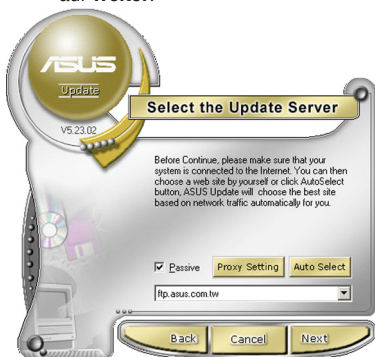 auf weiter.
ASUS
Update
V5.23.02
Select the Update Server
Before Continue, please make sure that your
system is connected to the Internet. You can then
choose a web site by yourself or click AutoSelect
button, ASUS Update will choose the best site
based on network traffic automatically for you.
Passive Proxy Setting Auto Select
ftp.asus.com.tw
Back Cancel Next